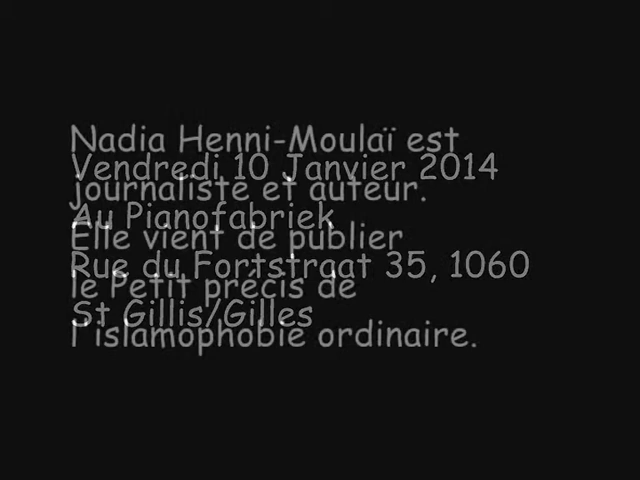 Nadia Henni-Moulaï est
Vendredi 10 Janvier 2014
journaliste et auteur.
Au Pianofabriek
Elle vient de publier
Rue du Fortstraat 35, 1060
le Petit précis de
St Gillis/Gilles
l'islamophobie ordinaire.